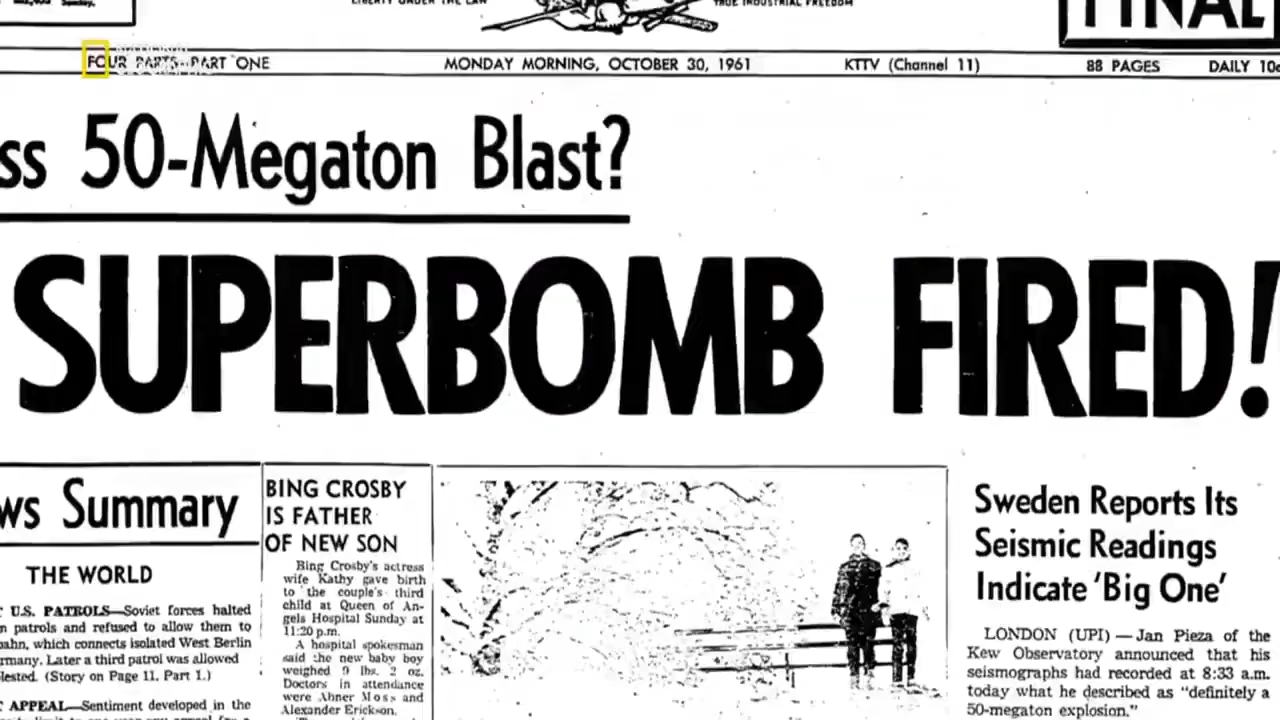 LIBERTY UNDER THE LAW
TRUE INDUSTRIAL FREEDOM
FINAL
FOUR PARTS—PART ONE
MONDAY MORNING, OCTOBER 30, 1961
KTTV (Channel 11)
88 PAGES
DAILY 10c
ss 50-Megaton Blast?
SUPERBOMB FIRED!
ws Summary
THE WORLD
U.S. PATROLS—Soviet forces halted
patrols and refused to allow them to
bahn, which connects isolated West Berlin
many. Later a third patrol was allowed
lested. (Story on Page 11, Part 1.)
APPEAL—Sentiment developed in the
BING CROSBY
IS FATHER
OF NEW SON
Bing Crosby's actress
wife Kathy gave birth
to the couple's third
child at Queen of An-
gels Hospital Sunday at
11:20 p.m.
A hospital spokesman
said the new baby boy
weighed 9 lbs. 2 oz.
Doctors in attendance
were Abner Moss and
Alexander Erickson.
Sweden Reports Its
Seismic Readings
Indicate 'Big One'
LONDON (UPI) — Jan Pieza of the
Kew Observatory announced that his
seismographs had recorded at 8:33 a.m.
today what he described as "definitely a
50-megaton explosion."